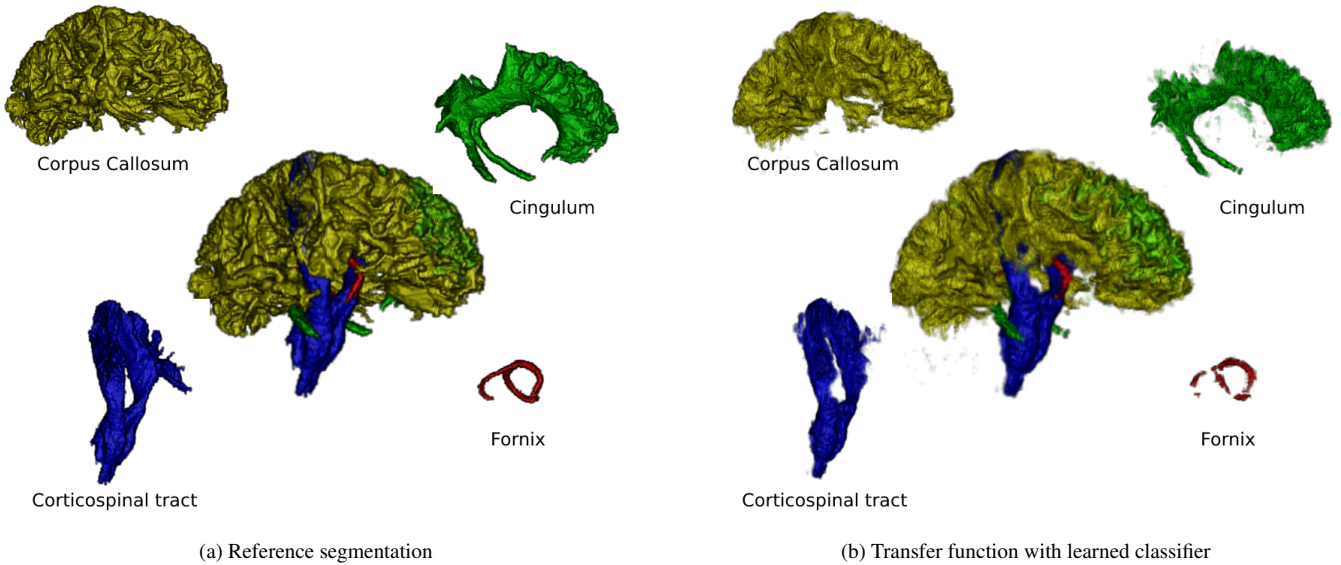 Corpus Callosum
Cingulum
Fornix
Corticospinal tract
(a) Reference segmentation
Corpus Callosum
Cingulum
Fornix
Corticospinal tract
(b) Transfer function with learned classifier